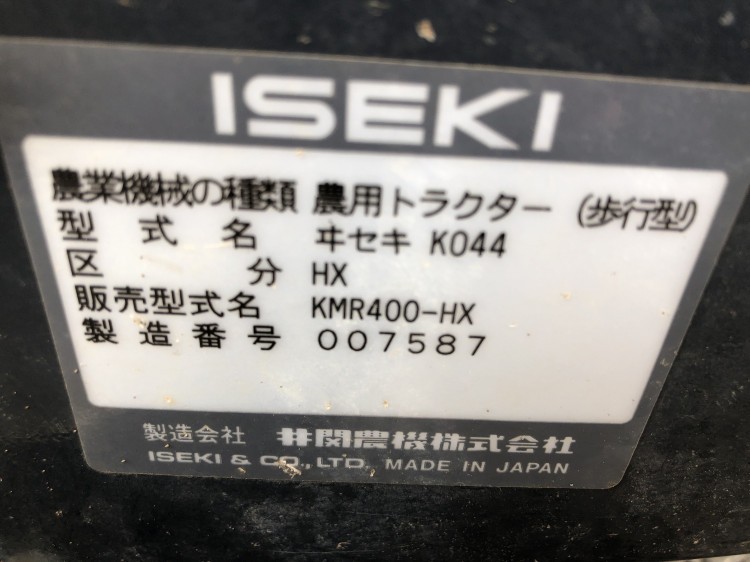 ISEKI
農業機械の種類 農用トラクター (歩行型)
型式名 ヰセキ K044
区分 HX
販売型式名 KMR400-HX
製造番号 007587
製造会社 井関農機株式会社
ISEKI & CO., LTD. MADE IN JAPAN